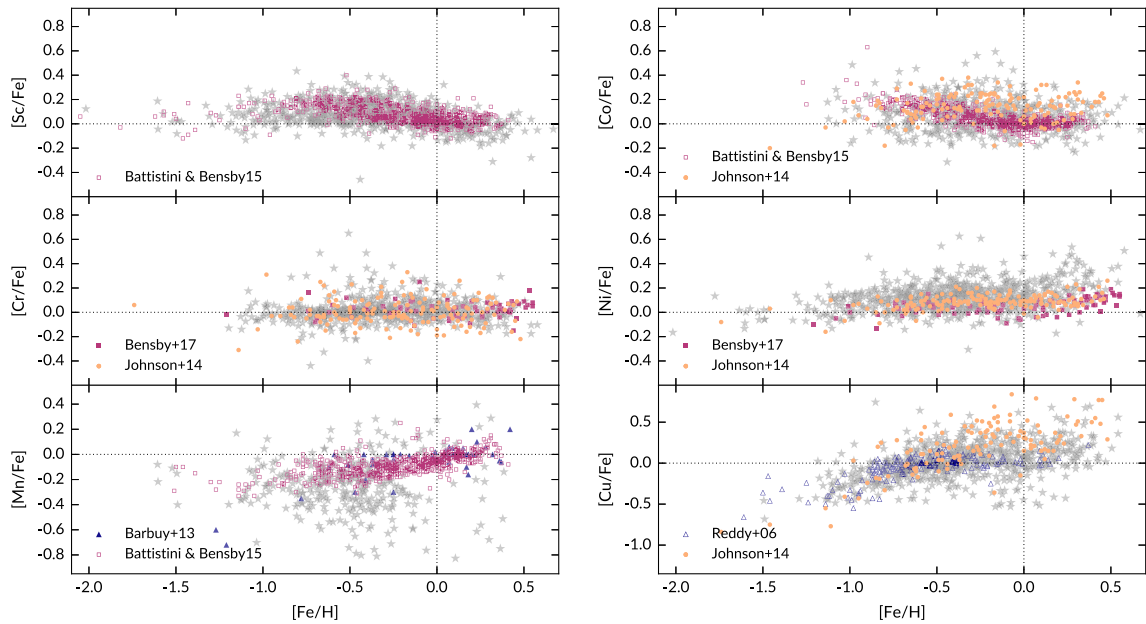 0.8
0.6
0.4
0.2
0.0
-0.2
-0.4
[Sc/Fe]
Battistini & Bensby15
0.8
0.6
0.4
0.2
0.0
-0.2
-0.4
[Cr/Fe]
Bensby+17
Johnson+14
0.4
0.2
0.0
-0.2
-0.4
-0.6
-0.8
[Mn/Fe]
Barbuy+13
Battistini & Bensby15
-2.0 -1.5 -1.0 -0.5 0.0 0.5
[Fe/H]
0.8
0.6
0.4
0.2
0.0
-0.2
-0.4
[Co/Fe]
Battistini & Bensby15
Johnson+14
0.8
0.6
0.4
0.2
0.0
-0.2
-0.4
[Ni/Fe]
Bensby+17
Johnson+14
0.5
0.0
-0.5
-1.0
[Cu/Fe]
Reddy+06
Johnson+14
-2.0 -1.5 -1.0 -0.5 0.0 0.5
[Fe/H]